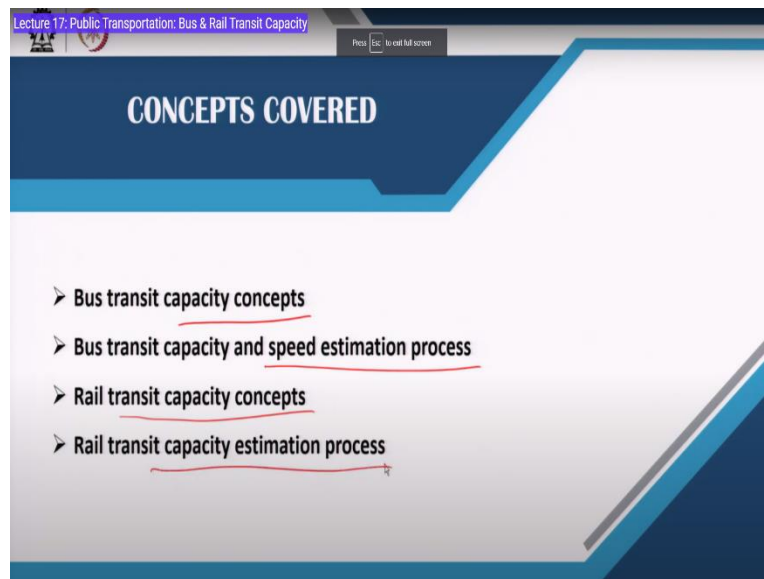 Lecture 17: Public Transportation: Bus & Rail Transit Capacity
Press Esc to exit full screen
CONCEPTS COVERED
➤ Bus transit capacity concepts
➤ Bus transit capacity and speed estimation process
➤ Rail transit capacity concepts
➤ Rail transit capacity estimation process